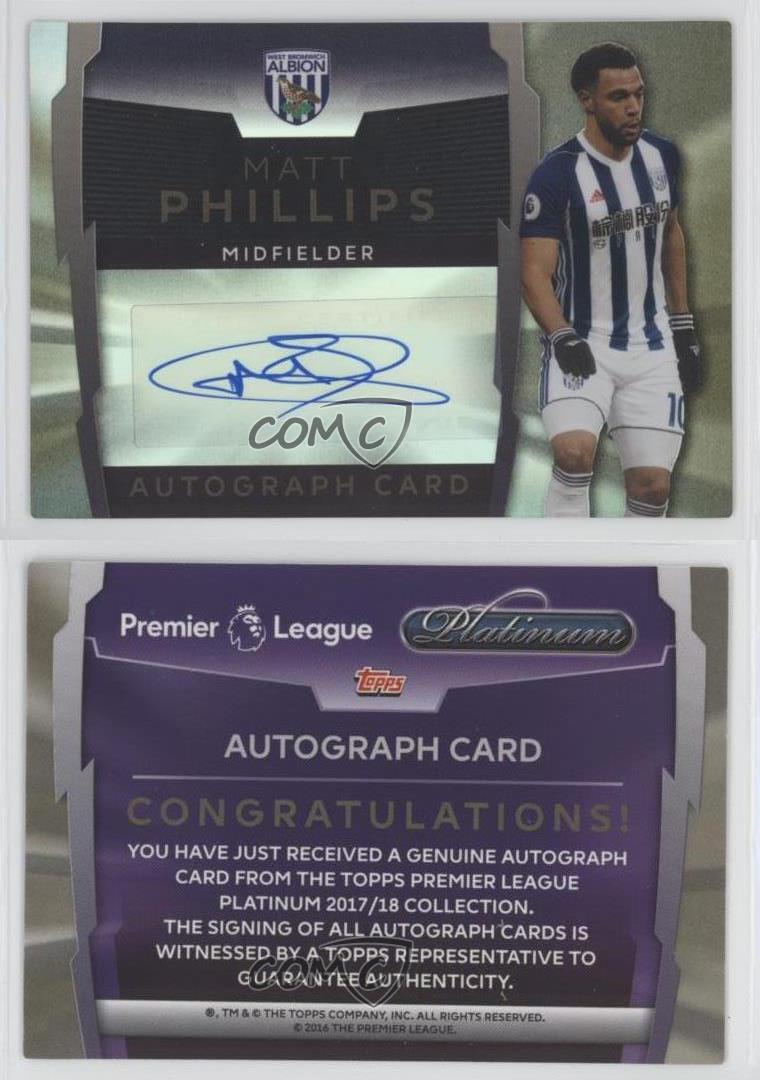 WEST BROMWICH
ALBION
MATT
PHILLIPS
MIDFIELDER
COMC
AUTOGRAPH CARD
10
Premier League
Platinum
Topps
AUTOGRAPH CARD
CONGRATULATIONS!
YOU HAVE JUST RECEIVED A GENUINE AUTOGRAPH
CARD FROM THE TOPPS PREMIER LEAGUE
PLATINUM 2017/18 COLLECTION.
THE SIGNING OF ALL AUTOGRAPH CARDS IS
WITNESSED BY A TOPPS REPRESENTATIVE TO
GUARANTEE AUTHENTICITY.
COMC
®, TM & © THE TOPPS COMPANY, INC. ALL RIGHTS RESERVED.
© 2016 THE PREMIER LEAGUE.